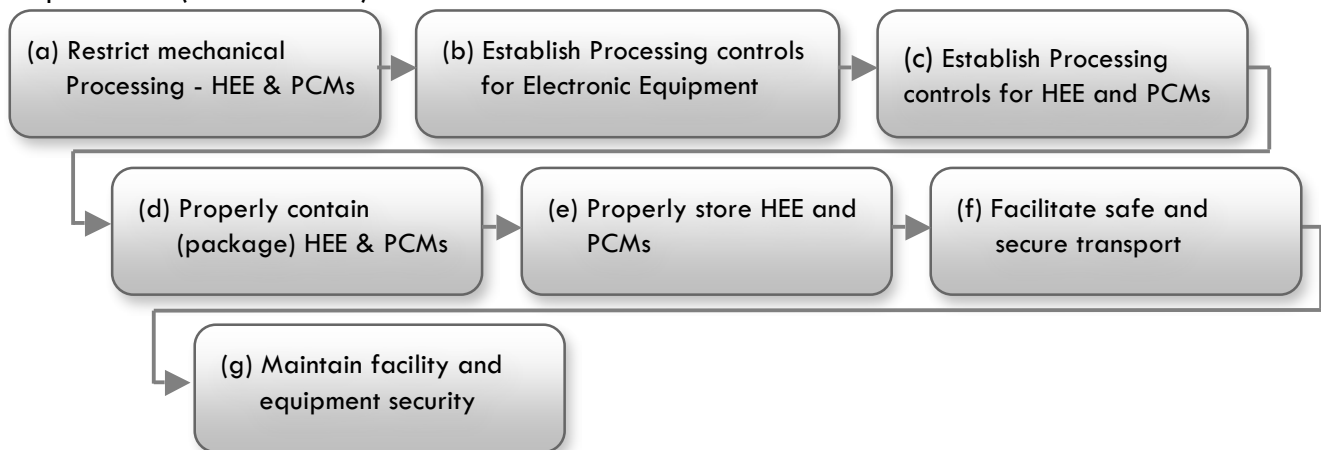 (a) Restrict mechanical
Processing - HEE & PCMs
(b) Establish Processing controls
for Electronic Equipment
(c) Establish Processing
controls for HEE and PCMs
(d) Properly contain
(package) HEE & PCMs
(e) Properly store HEE and
PCMs
(f) Facilitate safe and
secure transport
(g) Maintain facility and
equipment security